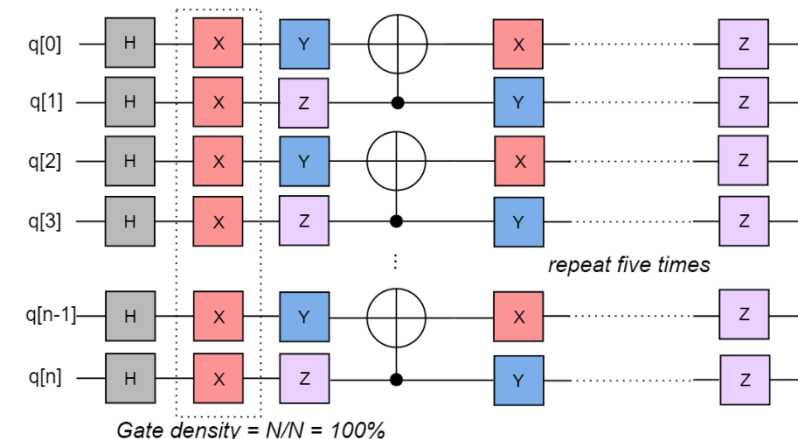 q[0] H X Y X Z
q[1] H X Z Y Z
q[2] H X Y X Z
q[3] H X Z Y Z
repeat five times
q[n-1] H X Y X Z
q[n] H X Z Y Z
Gate density = N/N = 100%